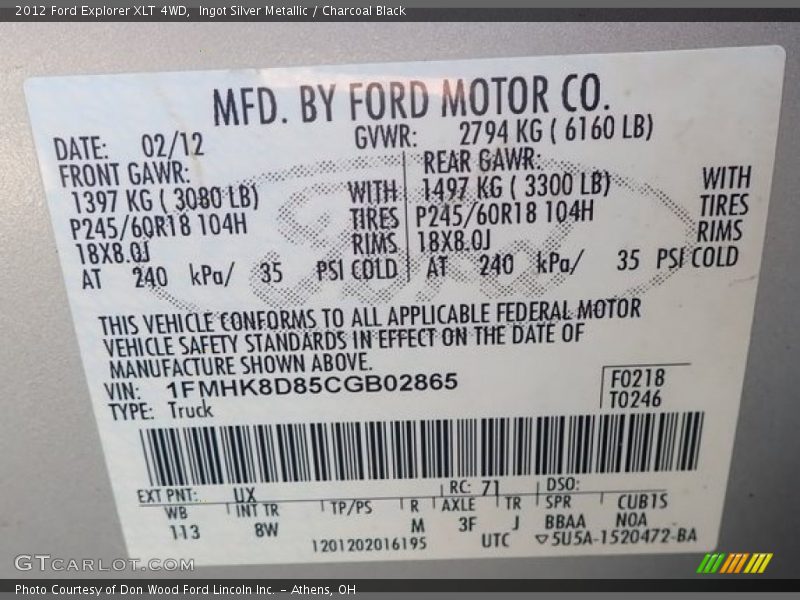 2012 Ford Explorer XLT 4WD, Ingot Silver Metallic / Charcoal Black
MFD. BY FORD MOTOR CO.
DATE: 02/12 GVWR: 2794 KG ( 6160 LB)
FRONT GAWR: REAR GAWR:
1397 KG ( 3080 LB) WITH 1497 KG ( 3300 LB) WITH
P245/60R18 104H TIRES P245/60R18 104H TIRES
18X8.0J RIMS 18X8.0J RIMS
AT 240 kPa/ 35 PSI COLD AT 240 kPa/ 35 PSI COLD
THIS VEHICLE CONFORMS TO ALL APPLICABLE FEDERAL MOTOR
VEHICLE SAFETY STANDARDS IN EFFECT ON THE DATE OF
MANUFACTURE SHOWN ABOVE.
VIN: 1FMHK8D85CGB02865 F0218
TYPE: Truck T0246
EXT PNT: UX RC: 71 DSO:
WB INT TR TP/PS R AXLE TR SPR CUB1S
113 8W M 3F J BBAA NOA
1201202016195 UTC ▽5U5A-1520472-BA
GTCARLOT.COM
Photo Courtesy of Don Wood Ford Lincoln Inc. - Athens, OH